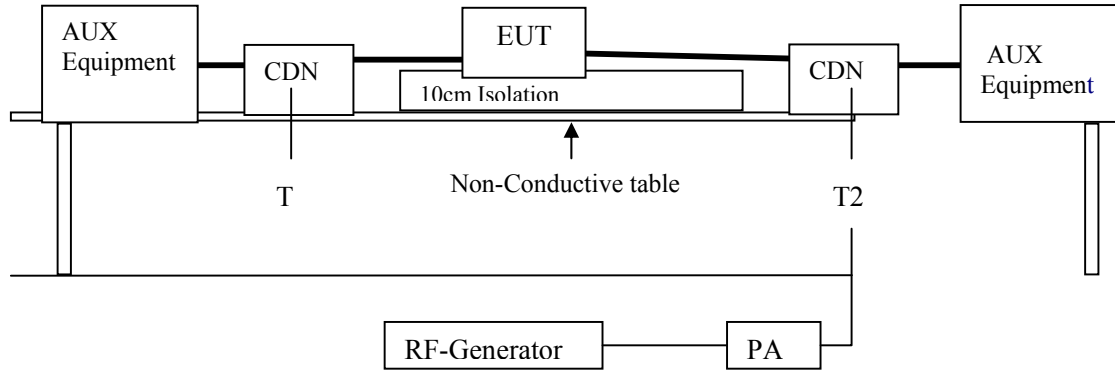 AUX
Equipment
CDN
EUT
10cm Isolation
CDN
AUX
Equipment
Non-Conductive table
T
T2
RF-Generator
PA